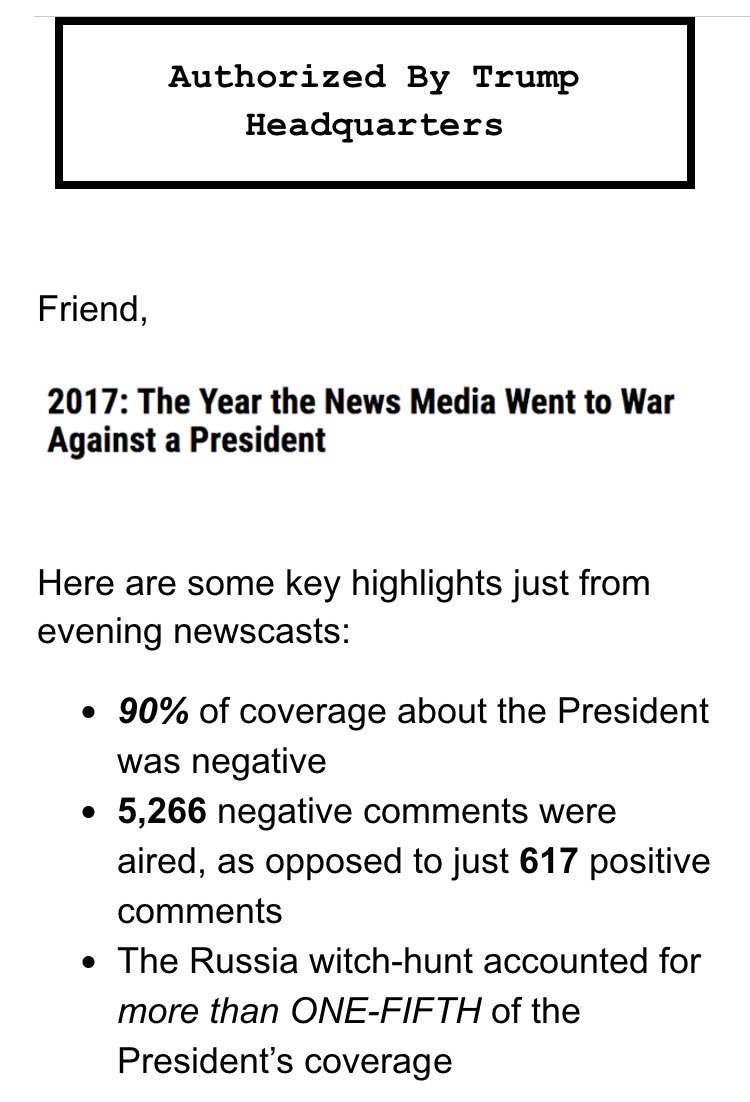 Authorized By Trump
Headquarters
Friend,
2017: The Year the News Media Went to War
Against a President
Here are some key highlights just from
evening newscasts:
• 90% of coverage about the President
was negative
• 5,266 negative comments were
aired, as opposed to just 617 positive
comments
• The Russia witch-hunt accounted for
more than ONE-FIFTH of the
President’s coverage